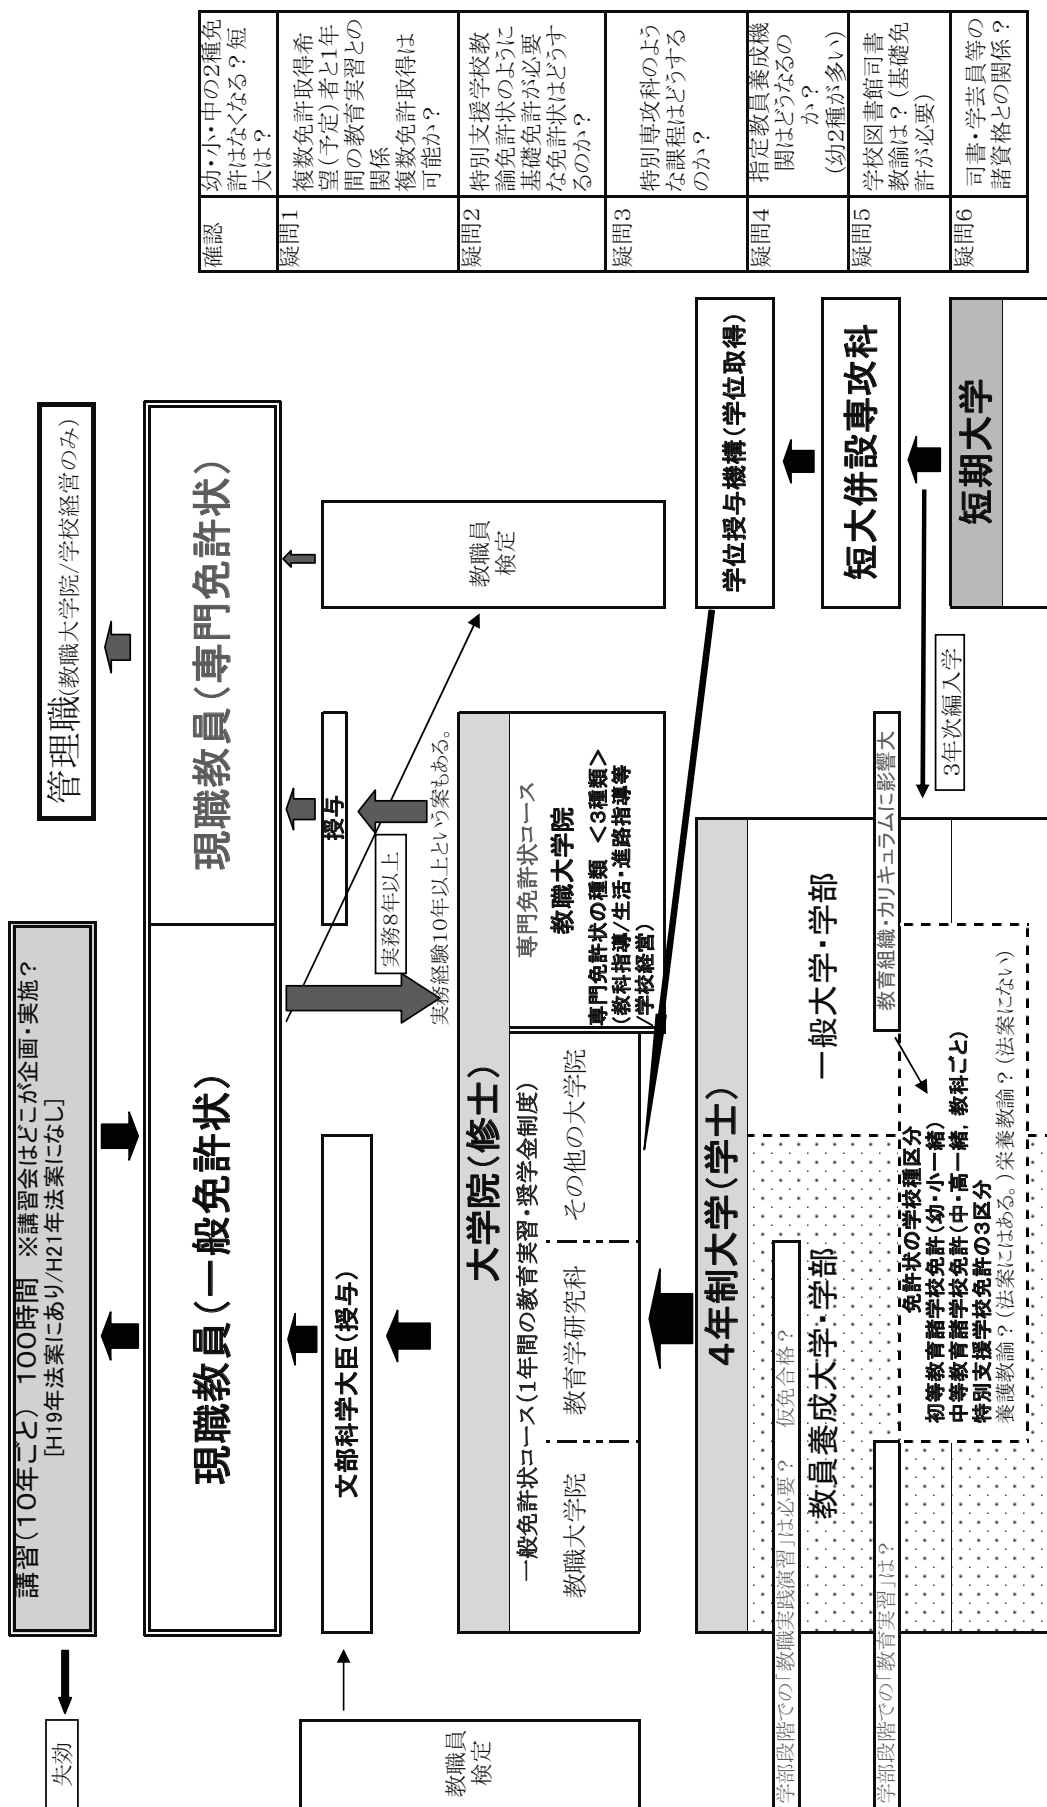 失効
講習(10年ごと) 100時間 ※講習会はどこが企画・実施?
[H19年法案にあり/H21年法案になし]
管理職(教職大学院/学校経営のみ)
現職教員(一般免許状)
現職教員(専門免許状)
教職員
検定
文部科学大臣(授与)
授与
実務8年以上
実務経験10年以上という案もある。
教職員
検定
大学院(修士)
一般免許状コース(1年間の教育実習・奨学金制度)
教職大学院
教育学研究科
その他の大学院
専門免許状コース
教職大学院
専門免許状の種類 <3種類>
(教科指導/生活・進路指導等
/学校経営)
4年制大学(学士)
学部段階での「教職実践演習」は必要? 仮免合格?
教員養成大学・学部
一般大学・学部
学部段階での「教育実習」は?
教育組織・カリキュラムに影響大
免許状の学校種区分
初等教育諸学校免許(幼・小一緒)
中等教育諸学校免許(中・高一緒, 教科ごと)
特別支援学校免許の3区分
養護教諭?(法案にはある。)栄養教諭?(法案にない)
3年次編入学
学位授与機構(学位取得)
短大併設専攻科
短期大学
確認
幼・小・中の2種免
許はなくなる?短
大は?
疑問1
複数免許取得希
望(予定)者と1年
間の教育実習との
関係
複数免許取得は
可能か?
疑問2
特別支援学校教
諭免許状のように
基礎免許が必要
な免許状はどうす
るのか?
疑問3
特別専攻科のよう
な課程はどうする
のか?
疑問4
指定教員養成機
関はどうなるの
か?
(幼2種が多い)
疑問5
学校図書館司書
教諭は?(基礎免
許が必要)
疑問6
司書・学芸員等の
諸資格との関係?